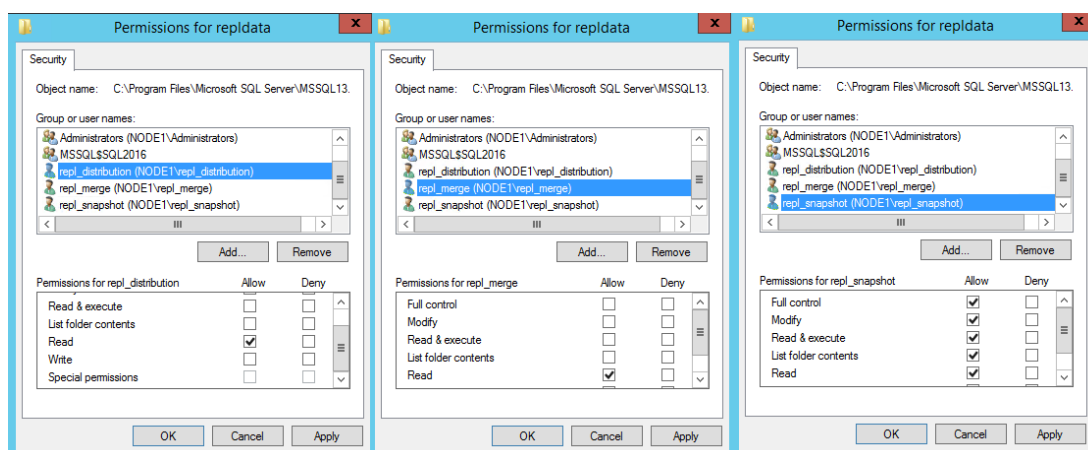 Permissions for repldata
x
Security
Object name: C:\Program Files\Microsoft SQL Server\MSSQL13.
Group or user names:
Administrators (NODE1\Administrators)
MSSQL$SQL2016
repl_distribution (NODE1\repl_distribution)
repl_merge (NODE1\repl_merge)
repl_snapshot (NODE1\repl_snapshot)
Add... Remove
Permissions for repl_distribution Allow Deny
Read & execute
List folder contents
Read
Write
Special permissions
OK Cancel Apply
Permissions for repldata
x
Security
Object name: C:\Program Files\Microsoft SQL Server\MSSQL13.
Group or user names:
Administrators (NODE1\Administrators)
MSSQL$SQL2016
repl_distribution (NODE1\repl_distribution)
repl_merge (NODE1\repl_merge)
repl_snapshot (NODE1\repl_snapshot)
Add... Remove
Permissions for repl_merge Allow Deny
Full control
Modify
Read & execute
List folder contents
Read
OK Cancel Apply
Permissions for repldata
x
Security
Object name: C:\Program Files\Microsoft SQL Server\MSSQL13.
Group or user names:
Administrators (NODE1\Administrators)
MSSQL$SQL2016
repl_distribution (NODE1\repl_distribution)
repl_merge (NODE1\repl_merge)
repl_snapshot (NODE1\repl_snapshot)
Add... Remove
Permissions for repl_snapshot Allow Deny
Full control
Modify
Read & execute
List folder contents
Read
OK Cancel Apply